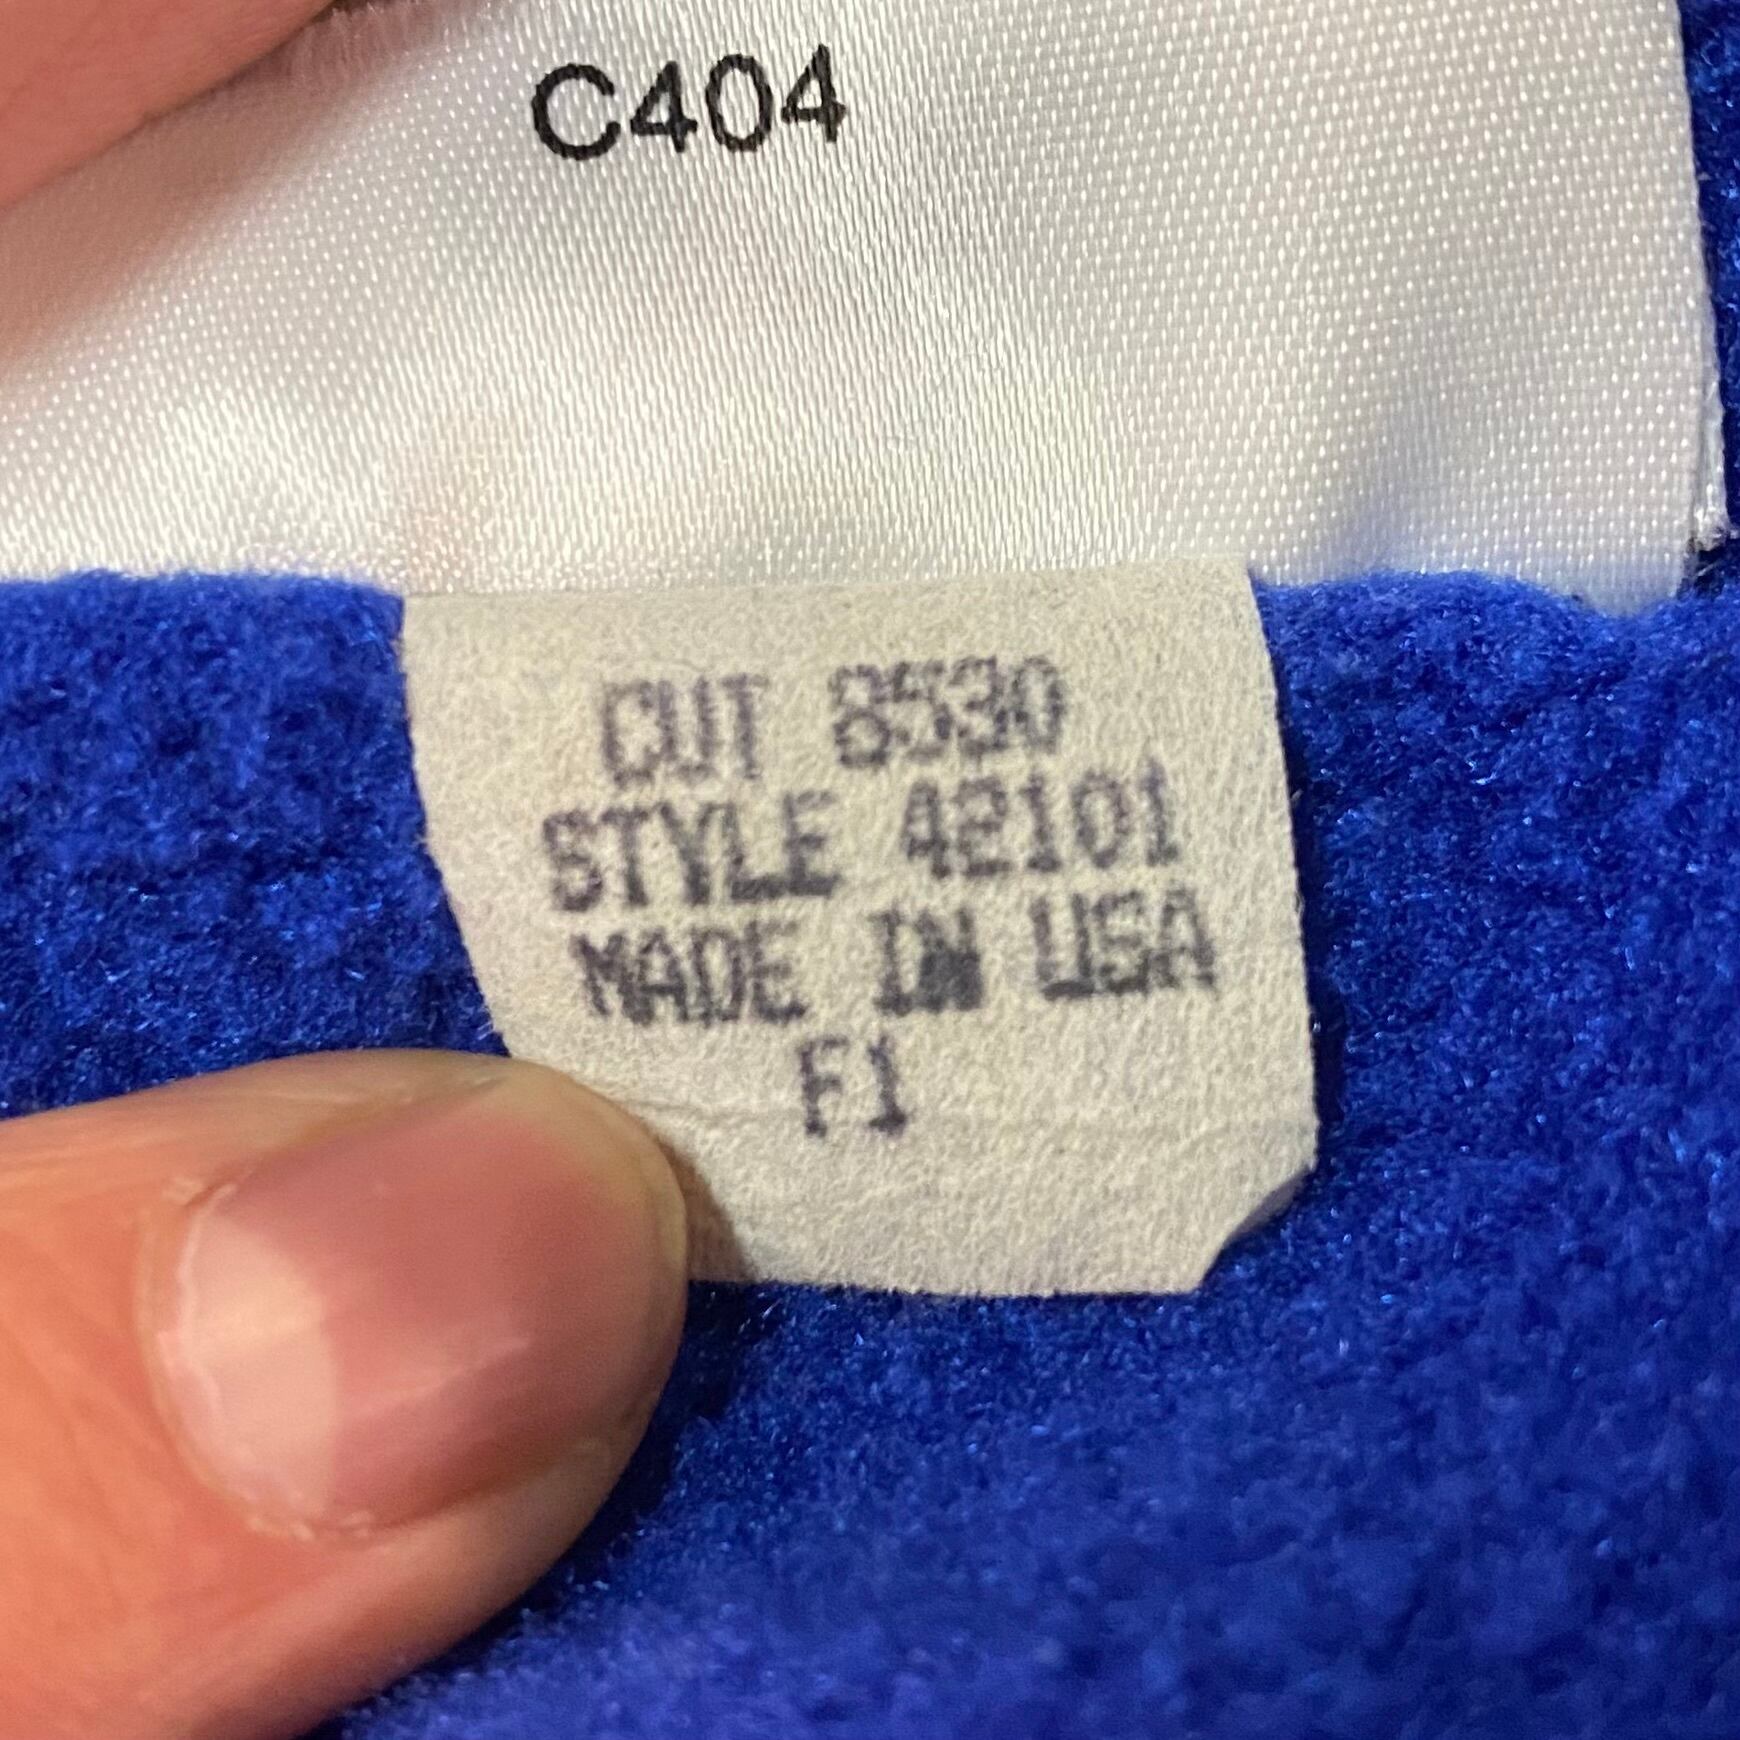 C404
CUT 8530
STYLE 42101
MADE IN USA
F1